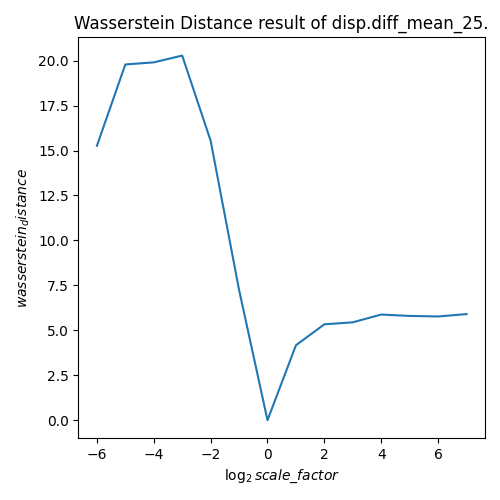 Wasserstein Distance result of disp.diff_mean_25.
20.0
17.5
15.0
12.5
10.0
7.5
5.0
2.5
0.0
wasserstein_distance
−6 −4 −2 0 2 4 6
log₂ scale_factor